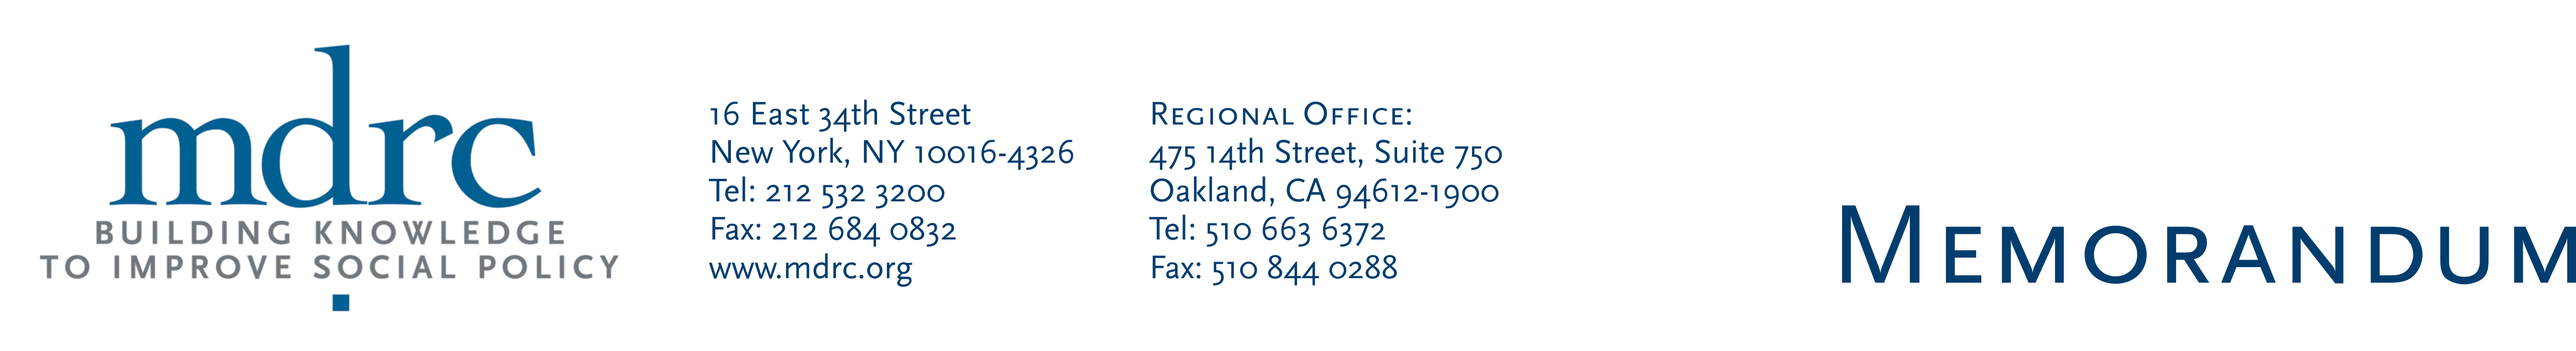 mdrc
BUILDING KNOWLEDGE
TO IMPROVE SOCIAL POLICY
16 East 34th Street
New York, NY 10016-4326
Tel: 212 532 3200
Fax: 212 684 0832
www.mdrc.org
REGIONAL OFFICE:
475 14th Street, Suite 750
Oakland, CA 94612-1900
Tel: 510 663 6372
Fax: 510 844 0288
MEMORANDUM